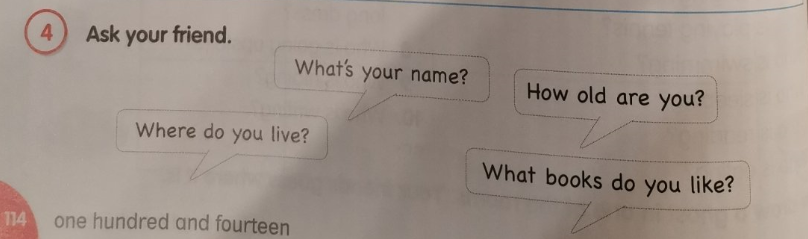 4 Ask your friend.
What's your name?
How old are you?
Where do you live?
What books do you like?
114 one hundred and fourteen